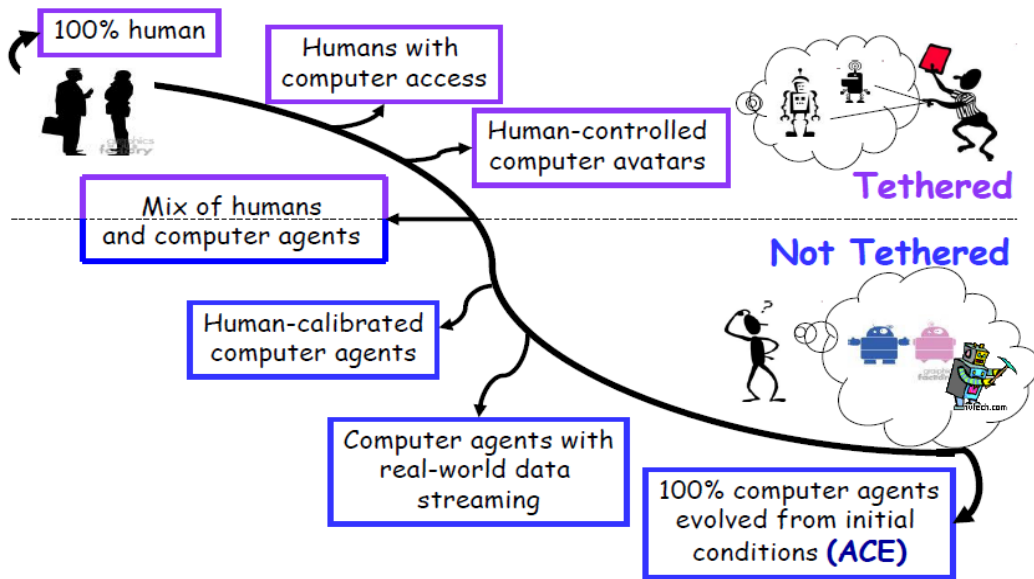 100% human
Humans with
computer access
Human-controlled
computer avatars
Tethered
Mix of humans
and computer agents
Not Tethered
?
Human-calibrated
computer agents
Computer agents with
real-world data
streaming
100% computer agents
evolved from initial
conditions (ACE)